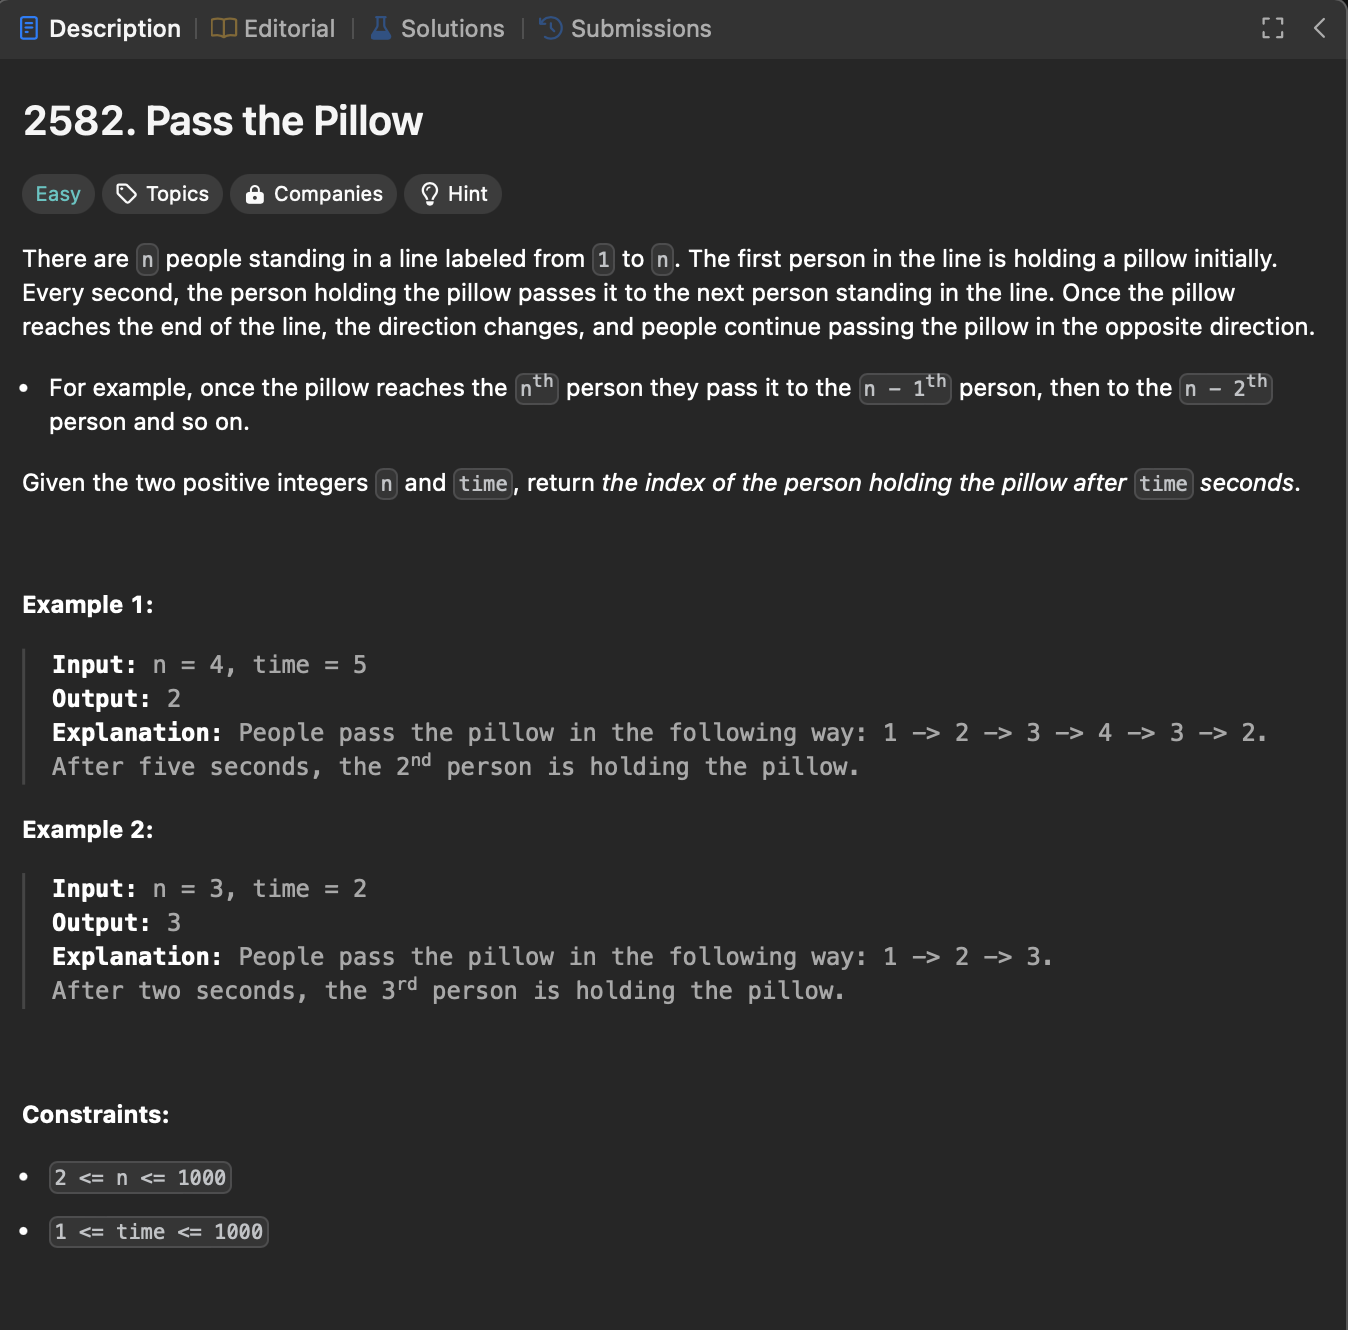 Description | Editorial | Solutions | Submissions
2582. Pass the Pillow
Easy Topics Companies Hint
There are n people standing in a line labeled from 1 to n. The first person in the line is holding a pillow initially.
Every second, the person holding the pillow passes it to the next person standing in the line. Once the pillow
reaches the end of the line, the direction changes, and people continue passing the pillow in the opposite direction.
• For example, once the pillow reaches the nth person they pass it to the n - 1th person, then to the n - 2th
person and so on.
Given the two positive integers n and time, return the index of the person holding the pillow after time seconds.
Example 1:
Input: n = 4, time = 5
Output: 2
Explanation: People pass the pillow in the following way: 1 -> 2 -> 3 -> 4 -> 3 -> 2.
After five seconds, the 2nd person is holding the pillow.
Example 2:
Input: n = 3, time = 2
Output: 3
Explanation: People pass the pillow in the following way: 1 -> 2 -> 3.
After two seconds, the 3rd person is holding the pillow.
Constraints:
• 2 <= n <= 1000
• 1 <= time <= 1000